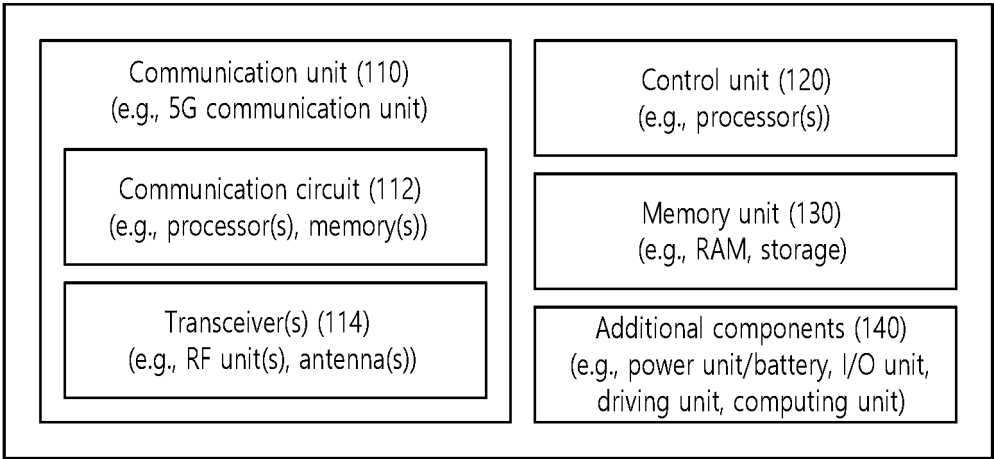 Communication unit (110)
(e.g., 5G communication unit)
Communication circuit (112)
(e.g., processor(s), memory(s))
Transceiver(s) (114)
(e.g., RF unit(s), antenna(s))
Control unit (120)
(e.g., processor(s))
Memory unit (130)
(e.g., RAM, storage)
Additional components (140)
(e.g., power unit/battery, I/O unit,
driving unit, computing unit)